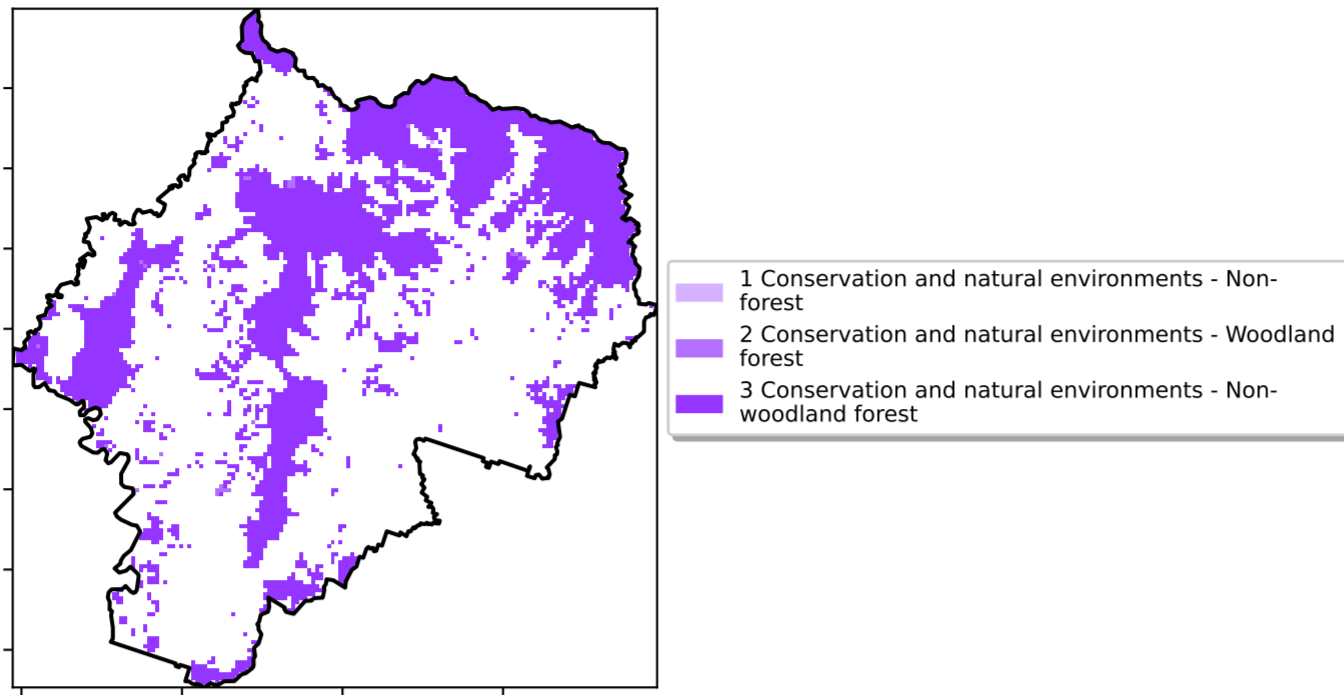 1 Conservation and natural environments - Non-
forest
2 Conservation and natural environments - Woodland
forest
3 Conservation and natural environments - Non-
woodland forest